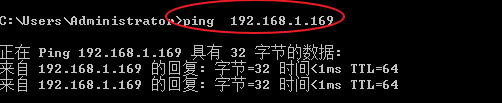 C:\Users\Administrator>ping  192.168.1.169
正在 Ping 192.168.1.169 具有 32 字节的数据:
来自 192.168.1.169 的回复: 字节=32 时间<1ms TTL=64
来自 192.168.1.169 的回复: 字节=32 时间<1ms TTL=64